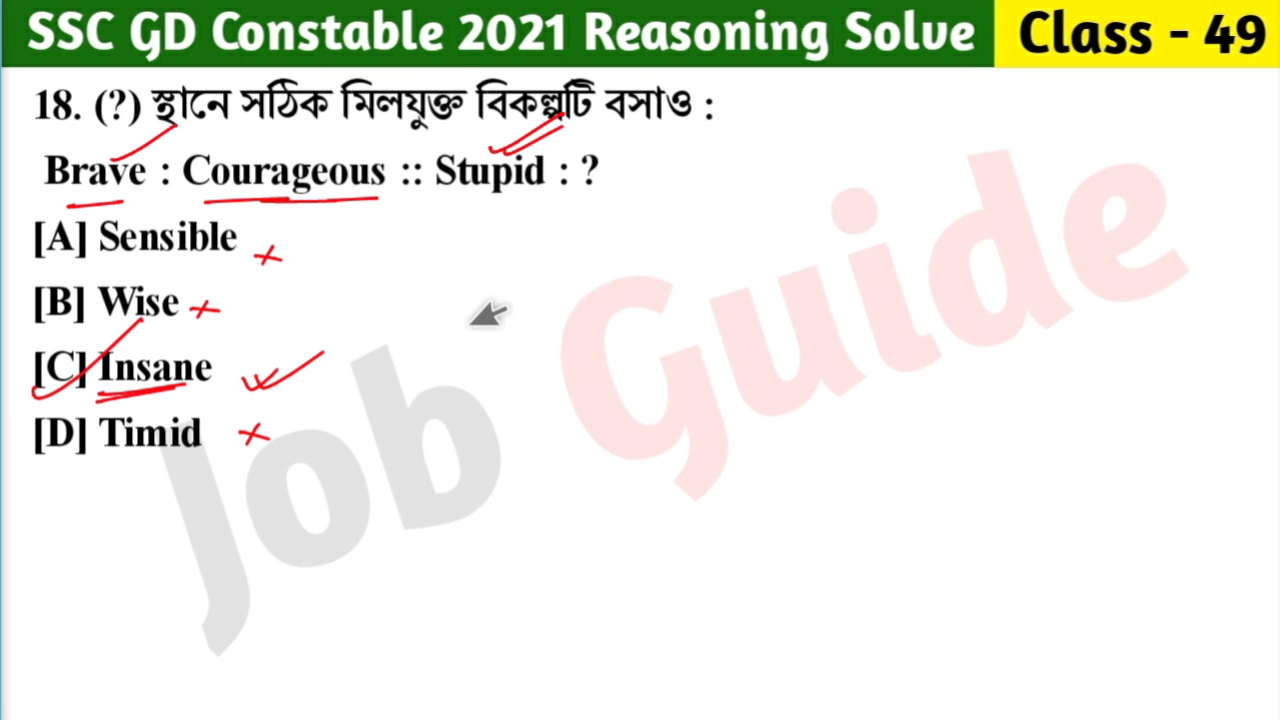 SSC GD Constable 2021 Reasoning Solve Class - 49
18. (?) স্থানে সঠিক মিলযুক্ত বিকল্পটি বসাও :
Brave : Courageous :: Stupid : ?
[A] Sensible
[B] Wise
[C] Insane
[D] Timid
Job Guide